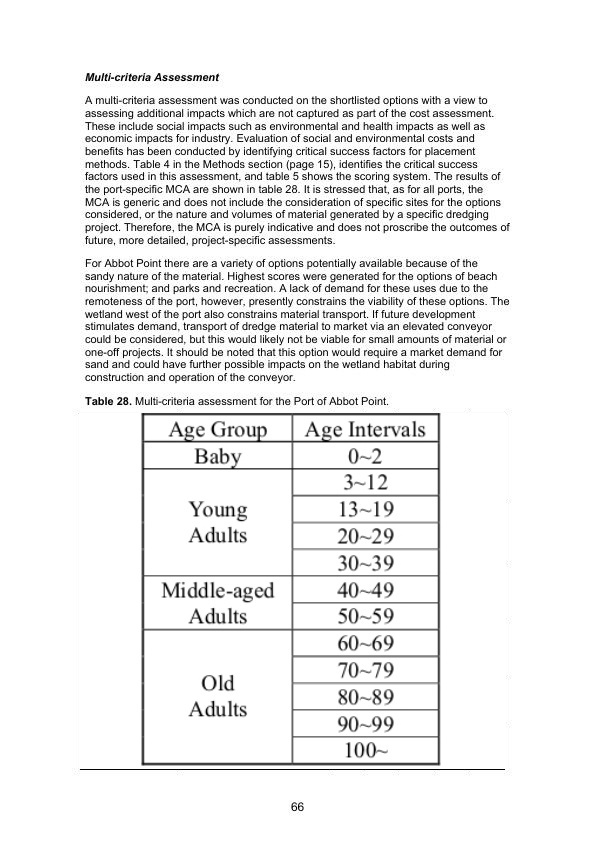 Multi-criteria Assessment
A multi-criteria assessment was conducted on the shortlisted options with a view to
assessing additional impacts which are not captured as part of the cost assessment.
These include social impacts such as environmental and health impacts as well as
economic impacts for industry. Evaluation of social and environmental costs and
benefits has been conducted by identifying critical success factors for placement
methods. Table 4 in the Methods section (page 15), identifies the critical success
factors used in this assessment, and table 5 shows the scoring system. The results of
the port-specific MCA are shown in table 28. It is stressed that, as for all ports, the
MCA is generic and does not include the consideration of specific sites for the options
considered, or the nature and volumes of material generated by a specific dredging
project. Therefore, the MCA is purely indicative and does not proscribe the outcomes of
future, more detailed, project-specific assessments.
For Abbot Point there are a variety of options potentially available because of the
sandy nature of the material. Highest scores were generated for the options of beach
nourishment; and parks and recreation. A lack of demand for these uses due to the
remoteness of the port, however, presently constrains the viability of these options. The
wetland west of the port also constrains material transport. If future development
stimulates demand, transport of dredge material to market via an elevated conveyor
could be considered, but this would likely not be viable for small amounts of material or
one-off projects. It should be noted that this option would require a market demand for
sand and could have further possible impacts on the wetland habitat during
construction and operation of the conveyor.
Table 28. Multi-criteria assessment for the Port of Abbot Point.
Age Group Age Intervals
Baby 0~2
3~12
Young 13~19
Adults 20~29
30~39
Middle-aged 40~49
Adults 50~59
60~69
70~79
Old 80~89
Adults 90~99
100~
66